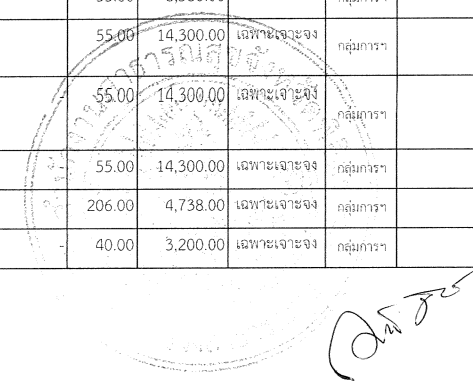 55.00 14,300.00 เฉพาะเจาะจง กลุ่มการฯ
55.00 14,300.00 เฉพาะเจาะจง กลุ่มการฯ
55.00 14,300.00 เฉพาะเจาะจง กลุ่มการฯ
206.00 4,738.00 เฉพาะเจาะจง กลุ่มการฯ
- 40.00 3,200.00 เฉพาะเจาะจง กลุ่มการฯ